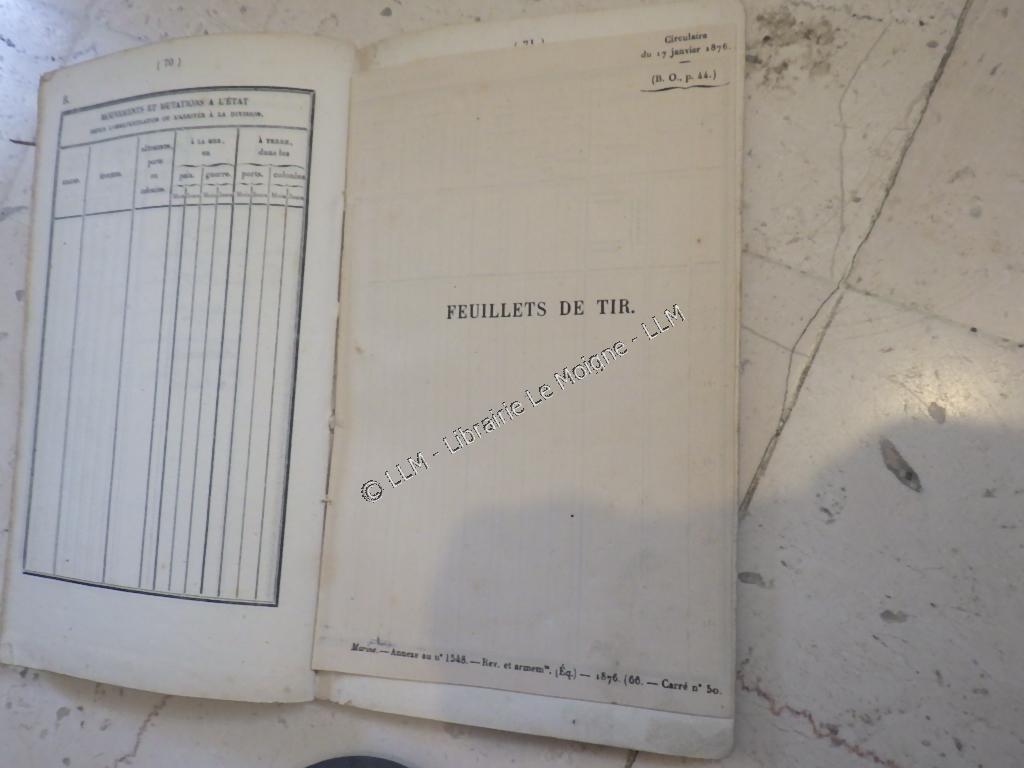 ( 70 )
MOUVEMENTS ET MUTATIONS A L'ÉTAT
À LA MER,
en
À TERRE,
dans les
paix.
guerre.
ports.
colonies.
( 71 )
Circulaire
du 17 janvier 1876.
(B. O., p. 44.)
FEUILLETS DE TIR.
© LLM - Librairie Le Moigne - LLM
Marine. — Annexe au n° 1548. — Rev. et armemts. (Éq.) — 1876. (66. — Carré n° 50.